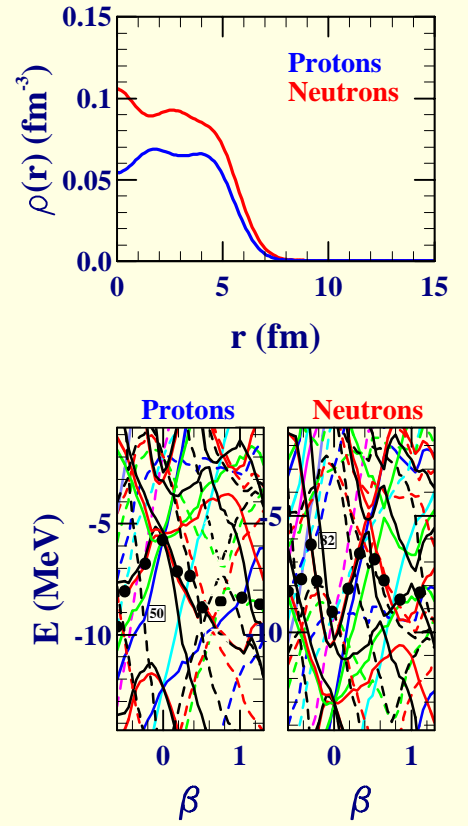 ρ(r) (fm-3)
0.15
0.1
0.05
0.0
Protons
Neutrons
0 5 10 15
r (fm)
Protons Neutrons
E (MeV)
-5
-10
50
-5
-10
82
0 1
0 1
β β